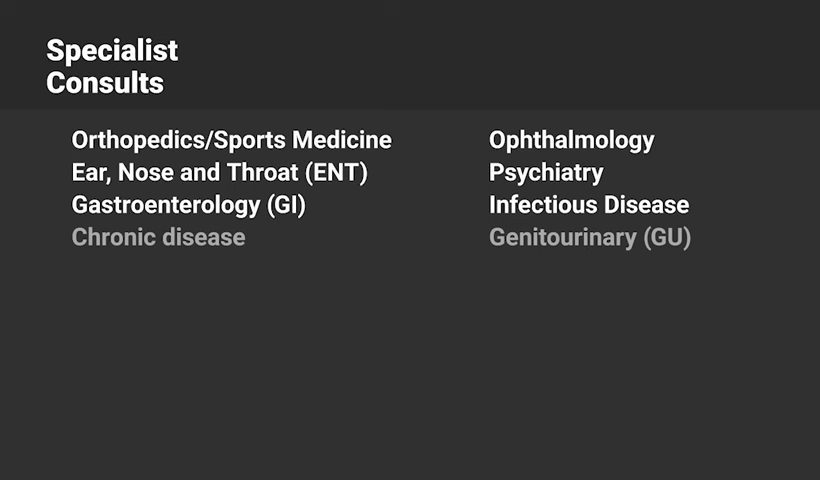 Specialist
Consults
Orthopedics/Sports Medicine
Ear, Nose and Throat (ENT)
Gastroenterology (GI)
Chronic disease
Ophthalmology
Psychiatry
Infectious Disease
Genitourinary (GU)